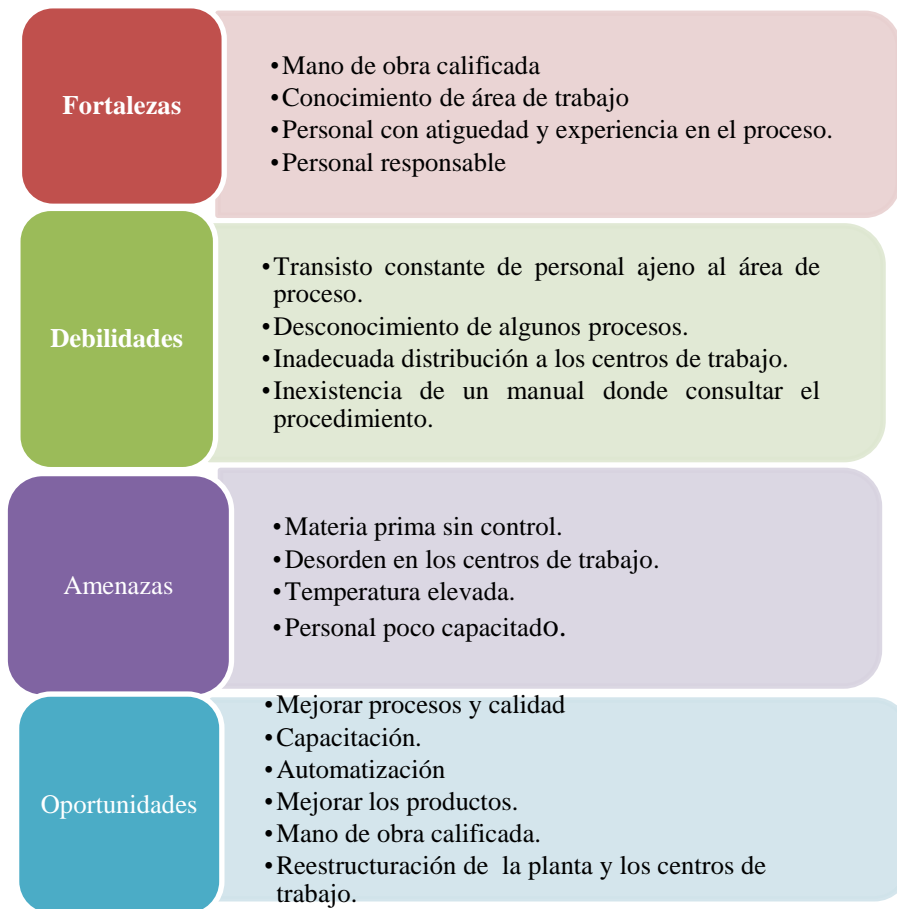 Fortalezas
•Mano de obra calificada
•Conocimiento de área de trabajo
•Personal con atiguedad y experiencia en el proceso.
•Personal responsable
Debilidades
•Transisto constante de personal ajeno al área de
proceso.
•Desconocimiento de algunos procesos.
•Inadecuada distribución a los centros de trabajo.
•Inexistencia de un manual donde consultar el
procedimiento.
Amenazas
•Materia prima sin control.
•Desorden en los centros de trabajo.
•Temperatura elevada.
•Personal poco capacitado.
Oportunidades
•Mejorar procesos y calidad
•Capacitación.
•Automatización
•Mejorar los productos.
•Mano de obra calificada.
•Reestructuración de la planta y los centros de
trabajo.